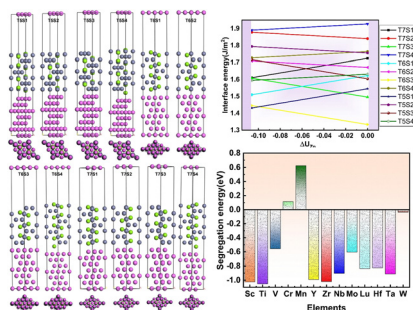 T7S1 T7S2 T5S3 T5S4 T6S1 T6S2
T6S3 T6S4 T7S1 T7S2 T7S3 T7S4
Interface energy(J/m²)
1.9
1.8
1.7
1.6
1.5
1.4
1.3
-0.10 -0.08 -0.06 -0.04 -0.02 0.00
T7S1
T7S2
T7S3
T7S4
T6S1
T6S2
T6S3
T6S4
T5S1
T5S2
T5S3
T5S4
Segregation energy(eV)
0.8
0.6
0.4
0.2
0.0
-0.2
-0.4
-0.6
-0.8
-1.0
Sc Ti V Cr Mn Y Zr Nb Mo Lu Hf Ta W
Elements